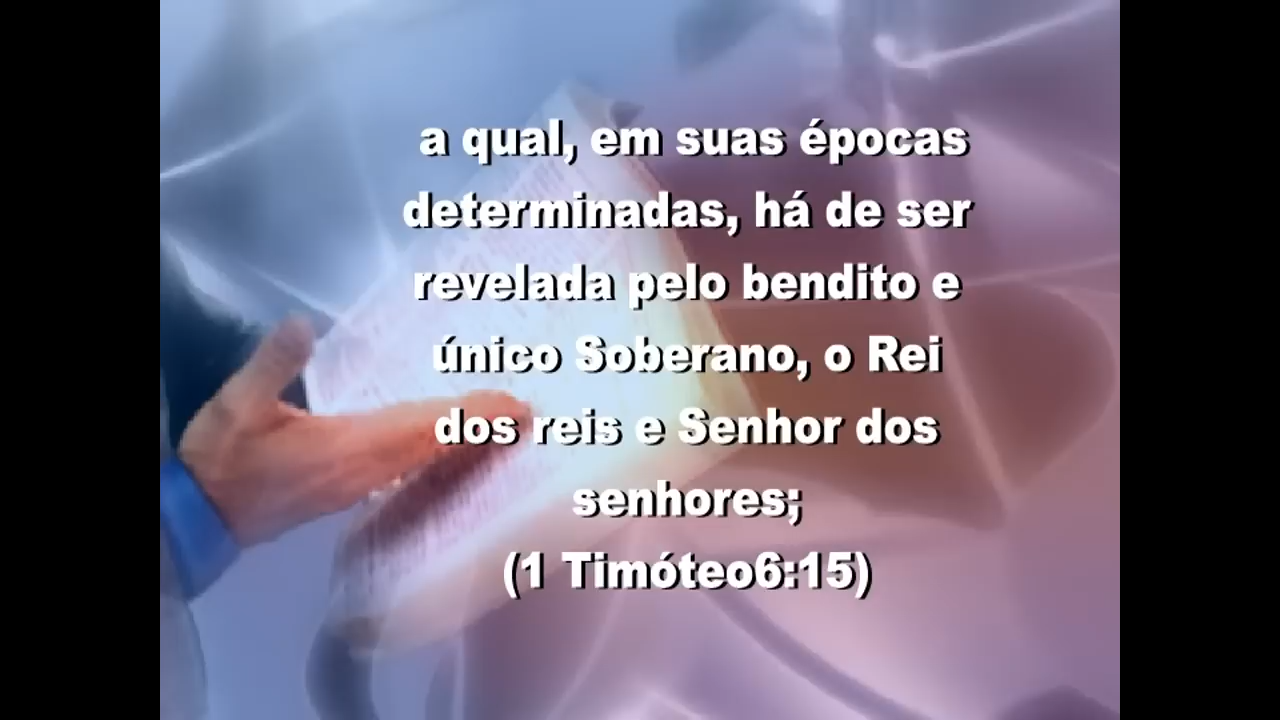 a qual, em suas épocas
determinadas, há de ser
revelada pelo bendito e
único Soberano, o Rei
dos reis e Senhor dos
senhores;
(1 Timóteo6:15)